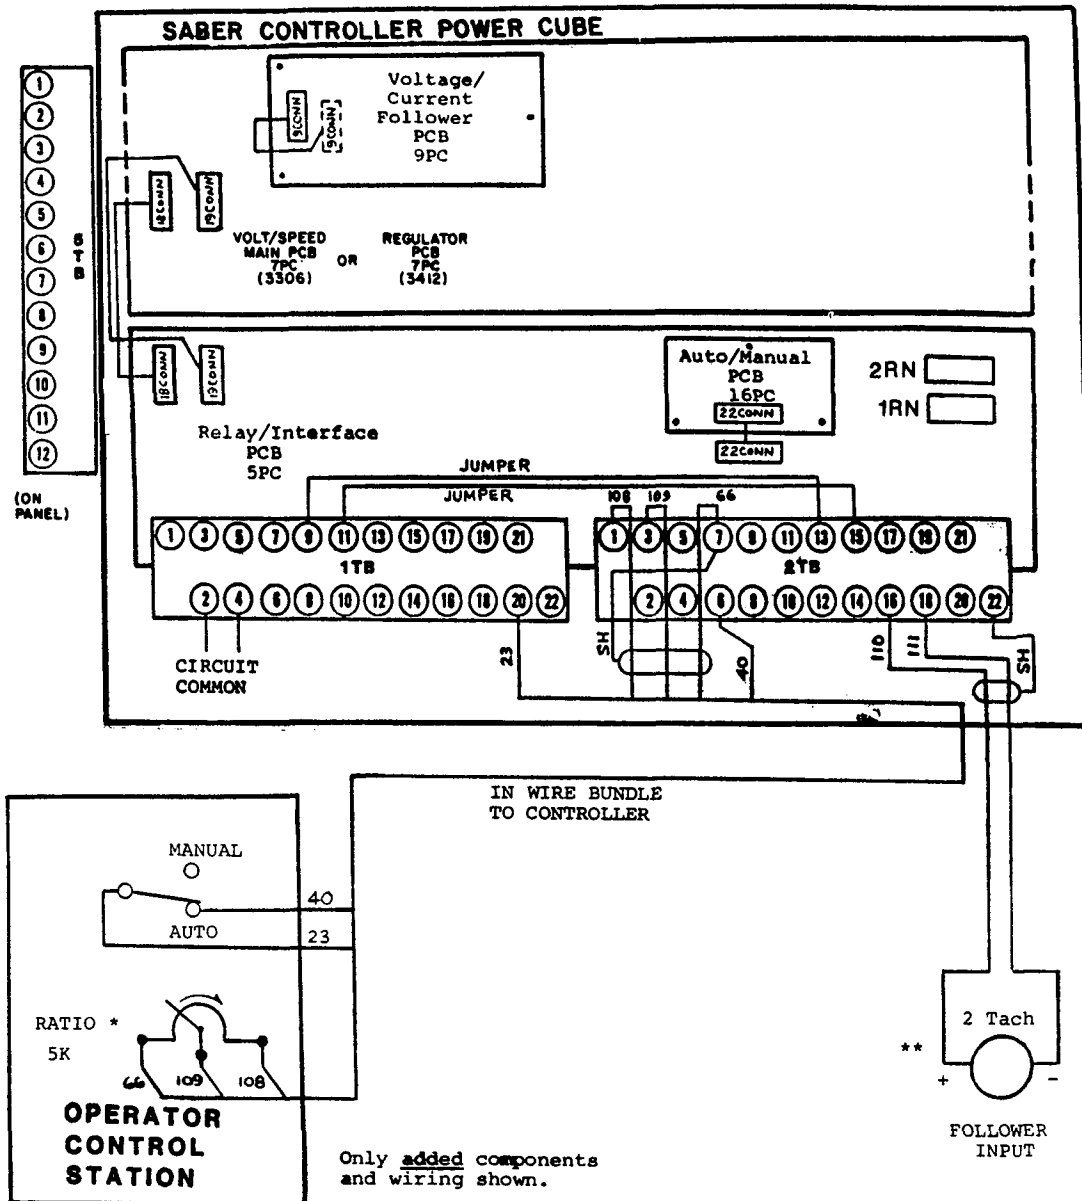 SABER CONTROLLER POWER CUBE
1
2
3
4
5
6
7
8
9
10
11
12
6TB
(ON
PANEL)
Voltage/
Current
Follower
PCB
9PC
9CONN
9CONN
18CONN
19CONN
VOLT/SPEED
MAIN PCB
7PC
(3306)
OR
REGULATOR
PCB
7PC
(3412)
18CONN
19CONN
Relay/Interface
PCB
5PC
Auto/Manual
PCB
16PC
22CONN
22CONN
2RN
1RN
JUMPER
JUMPER
108
109
66
1 3 5 7 9 11 13 15 17 19 21
1TB
2 4 6 8 10 12 14 16 18 20 22
1 3 5 7 9 11 13 15 17 19 21
2TB
2 4 6 8 10 12 14 16 18 20 22
CIRCUIT
COMMON
23
SH
40
110
111
SH
IN WIRE BUNDLE
TO CONTROLLER
MANUAL
AUTO
40
23
RATIO *
5K
66
109
108
OPERATOR
CONTROL
STATION
2 Tach
**
+
-
FOLLOWER
INPUT
Only added components
and wiring shown.